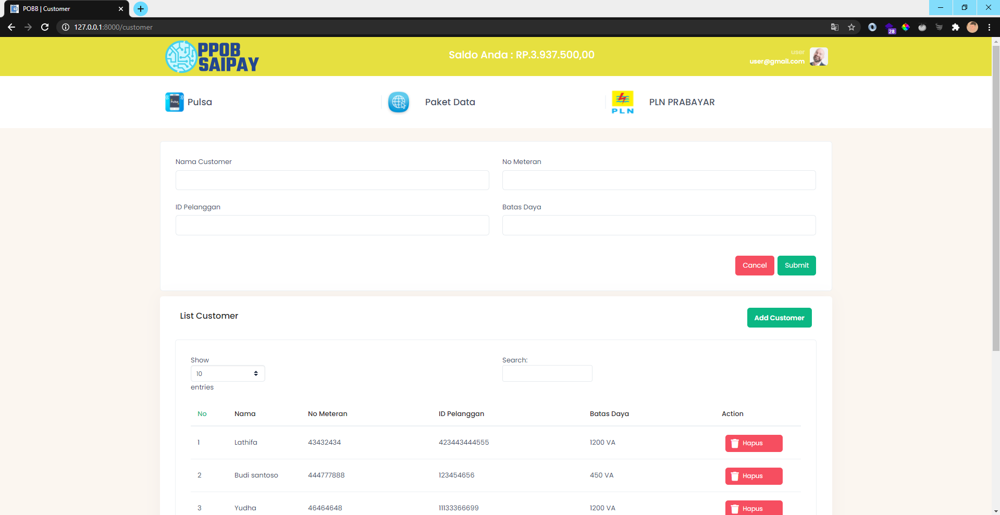 POBB | Customer
127.0.0.1:8000/customer
28
PPOB
SAIPAY
Saldo Anda : RP.3.937.500,00
user
user@gmail.com
Pulsa
Pulsa
Paket Data
PLN
PLN PRABAYAR
Nama Customer
No Meteran
ID Pelanggan
Batas Daya
Cancel
Submit
List Customer
Add Customer
Show
10
entries
Search:
No Nama No Meteran ID Pelanggan Batas Daya Action
1 Lathifa 43432434 423443444555 1200 VA Hapus
2 Budi santoso 444777888 123454656 450 VA Hapus
3 Yudha 46464648 11133366699 1200 VA Hapus